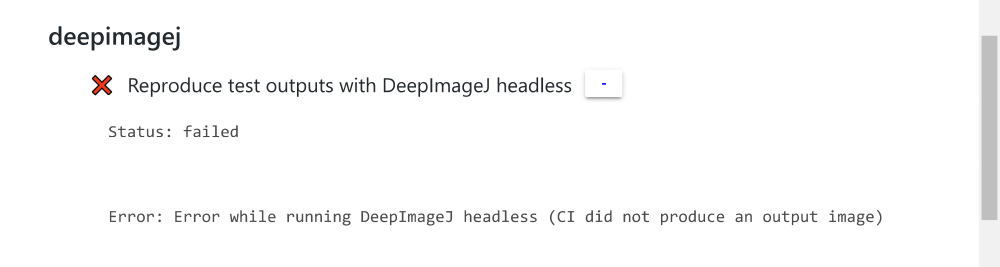 deepimagej
Reproduce test outputs with DeepImageJ headless -
Status: failed
Error: Error while running DeepImageJ headless (CI did not produce an output image)